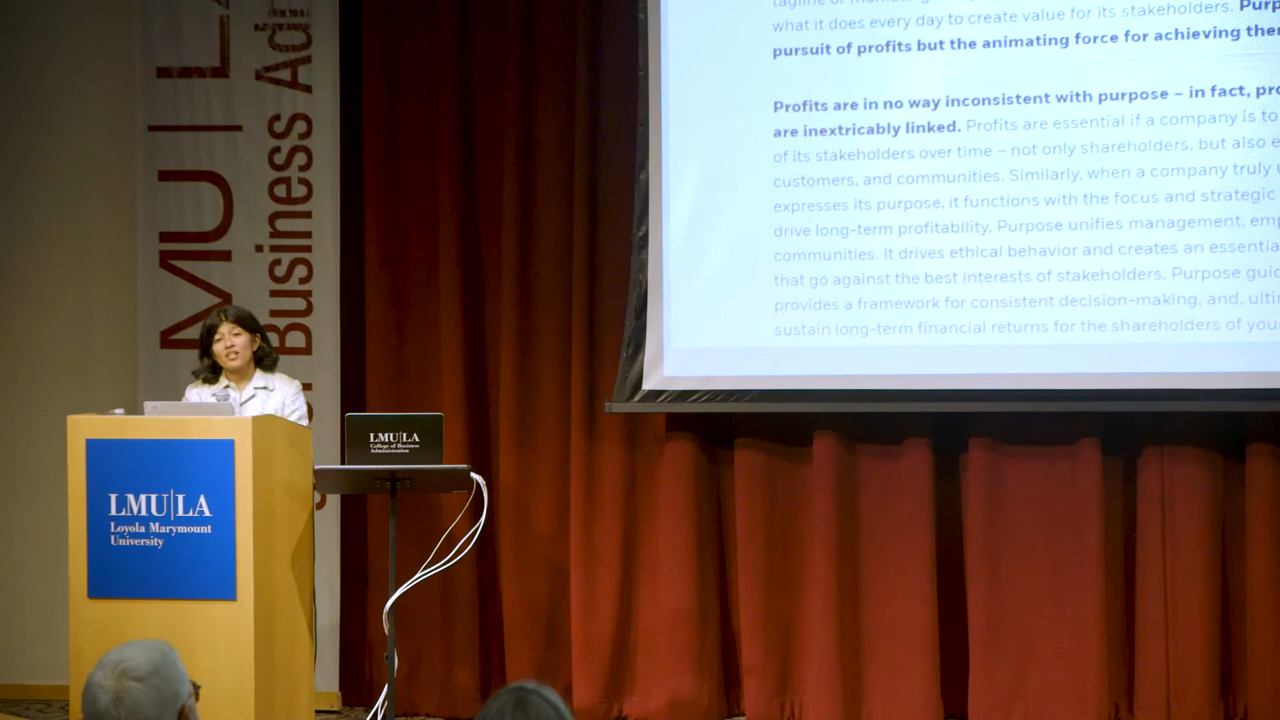 LMU|LA
Business Ad
LMU|LA
Loyola Marymount
University
LMU|LA
College of Business
Administration
tagline or marketing
what it does every day to create value for its stakeholders. Purp
pursuit of profits but the animating force for achieving them
Profits are in no way inconsistent with purpose – in fact, pro
are inextricably linked. Profits are essential if a company is to
of its stakeholders over time – not only shareholders, but also e
customers, and communities. Similarly, when a company truly u
expresses its purpose, it functions with the focus and strategic
drive long-term profitability. Purpose unifies management, emp
communities. It drives ethical behavior and creates an essentia
that go against the best interests of stakeholders. Purpose guid
provides a framework for consistent decision-making, and, ulti
sustain long-term financial returns for the shareholders of you